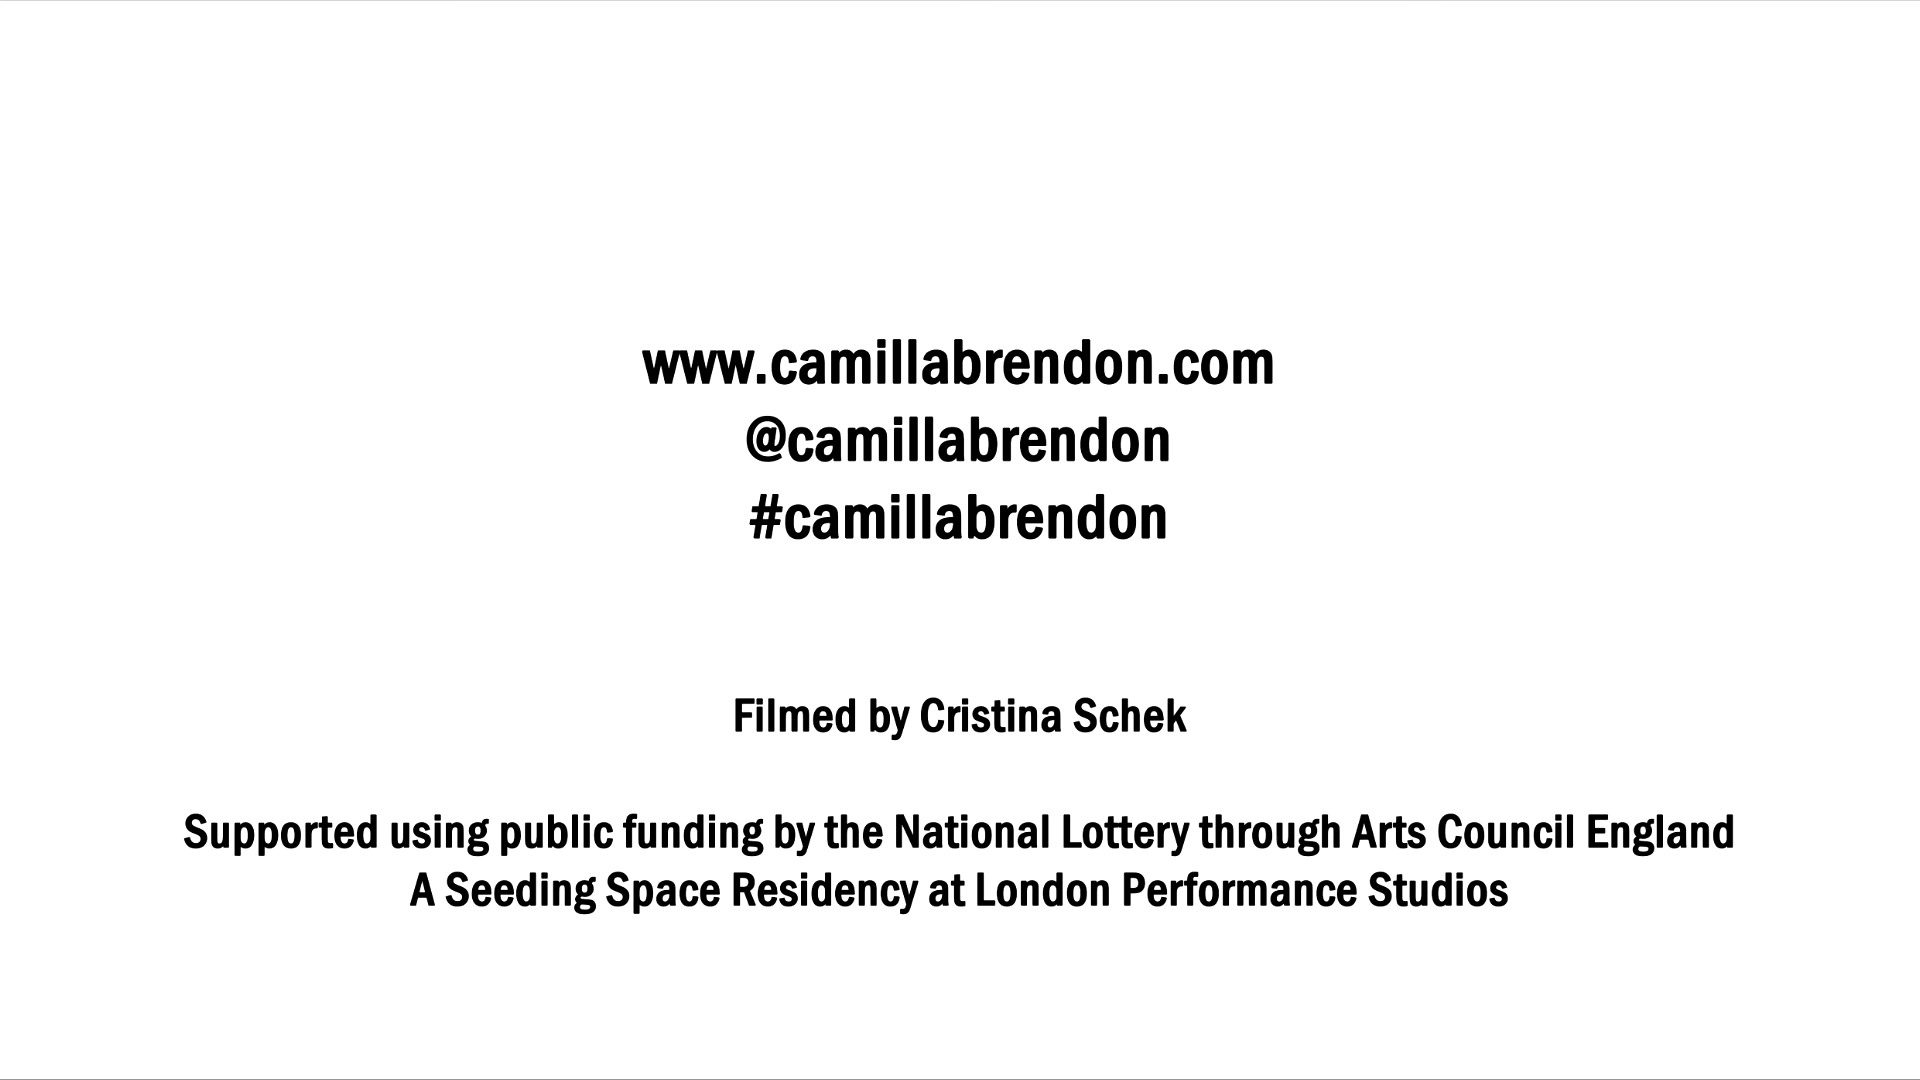 www.camillabrendon.com
@camillabrendon
#camillabrendon
Filmed by Cristina Schek
Supported using public funding by the National Lottery through Arts Council England
A Seeding Space Residency at London Performance Studios